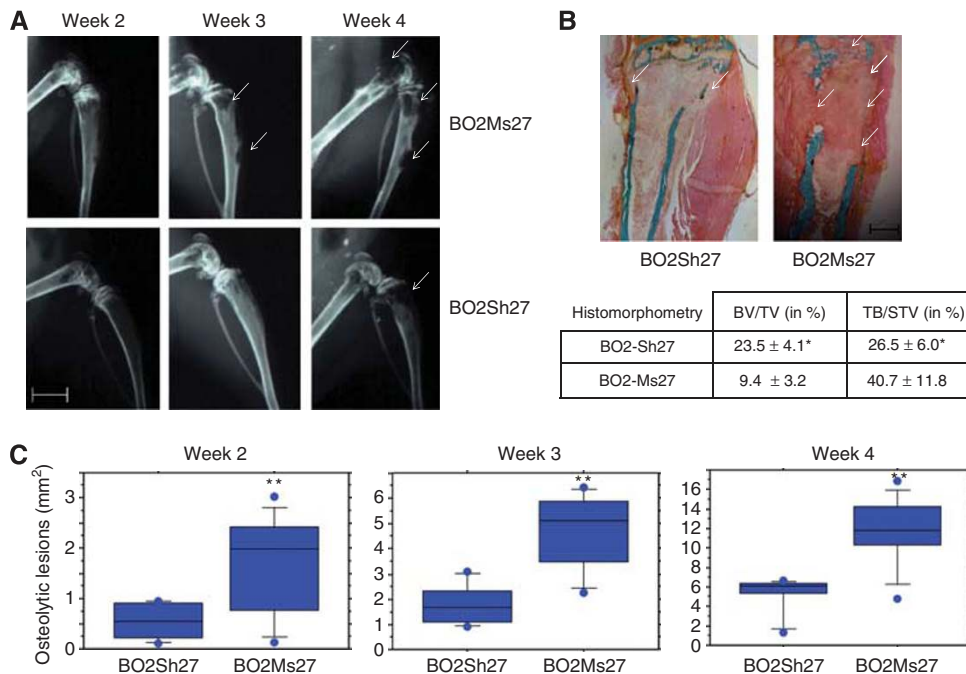 A
Week 2
Week 3
Week 4
BO2Ms27
BO2Sh27
B
BO2Sh27
BO2Ms27
Histomorphometry BV/TV (in %) TB/STV (in %)
BO2-Sh27 23.5 ± 4.1* 26.5 ± 6.0*
BO2-Ms27 9.4 ± 3.2 40.7 ± 11.8
C
Osteolytic lesions (mm2)
Week 2
3
2
1
0
**
BO2Sh27 BO2Ms27
Week 3
6
5
4
3
2
1
0
**
BO2Sh27 BO2Ms27
Week 4
16
14
12
10
8
6
4
2
0
**
BO2Sh27 BO2Ms27